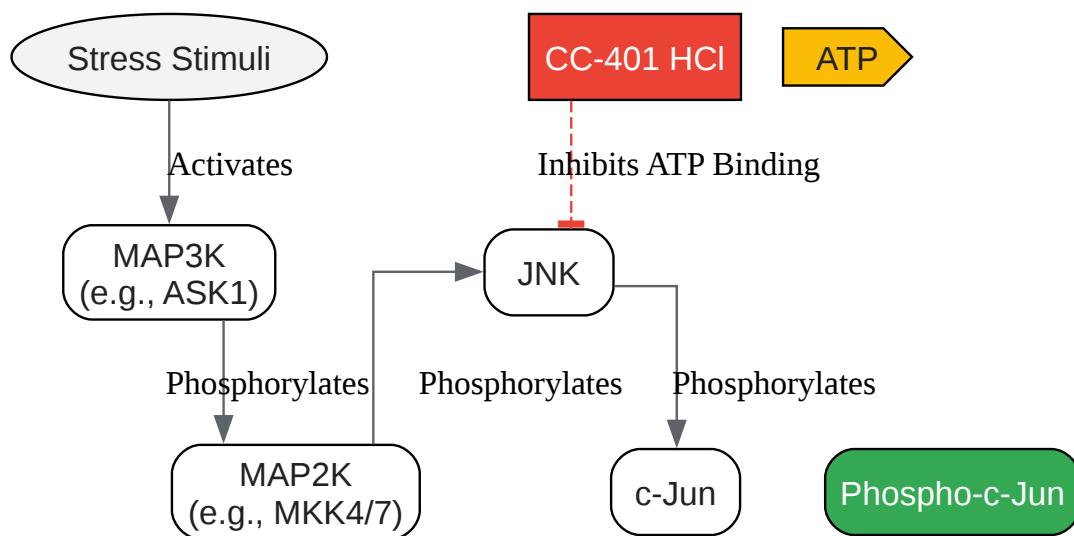 Stress Stimuli
CC-401 HCl
ATP
Activates
Inhibits ATP Binding
MAP3K
(e.g., ASK1)
JNK
Phosphorylates
Phosphorylates
Phosphorylates
MAP2K
(e.g., MKK4/7)
c-Jun
Phospho-c-Jun